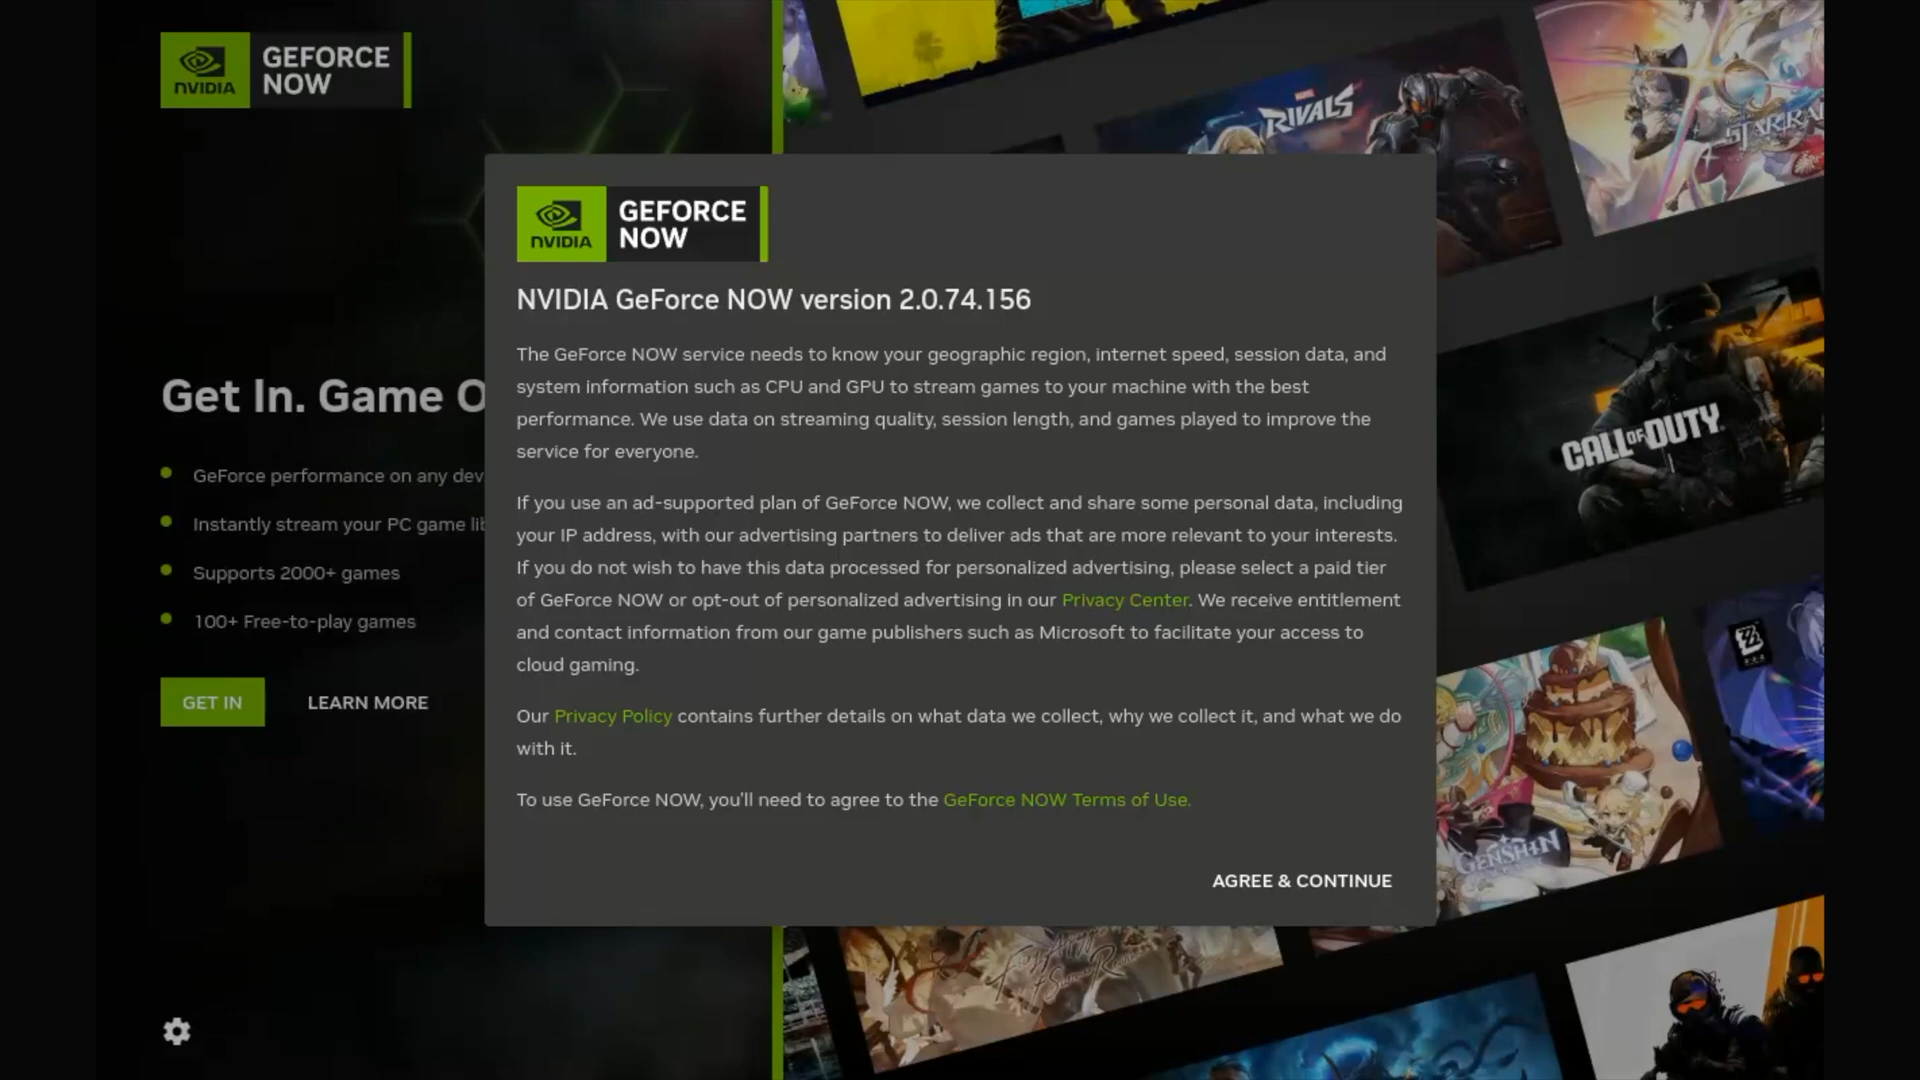 NVIDIA
GEFORCE
NOW
MARVEL
RIVALS
NVIDIA
GEFORCE
NOW
NVIDIA GeForce NOW version 2.0.74.156
The GeForce NOW service needs to know your geographic region, internet speed, session data, and
system information such as CPU and GPU to stream games to your machine with the best
performance. We use data on streaming quality, session length, and games played to improve the
service for everyone.
If you use an ad-supported plan of GeForce NOW, we collect and share some personal data, including
your IP address, with our advertising partners to deliver ads that are more relevant to your interests.
If you do not wish to have this data processed for personalized advertising, please select a paid tier
of GeForce NOW or opt-out of personalized advertising in our Privacy Center. We receive entitlement
and contact information from our game publishers such as Microsoft to facilitate your access to
cloud gaming.
Our Privacy Policy contains further details on what data we collect, why we collect it, and what we do
with it.
To use GeForce NOW, you'll need to agree to the GeForce NOW Terms of Use.
AGREE & CONTINUE
Get In. Game O
GeForce performance on any dev
Instantly stream your PC game lib
Supports 2000+ games
100+ Free-to-play games
GET IN
LEARN MORE
CALL OF DUTY
GENSHIN